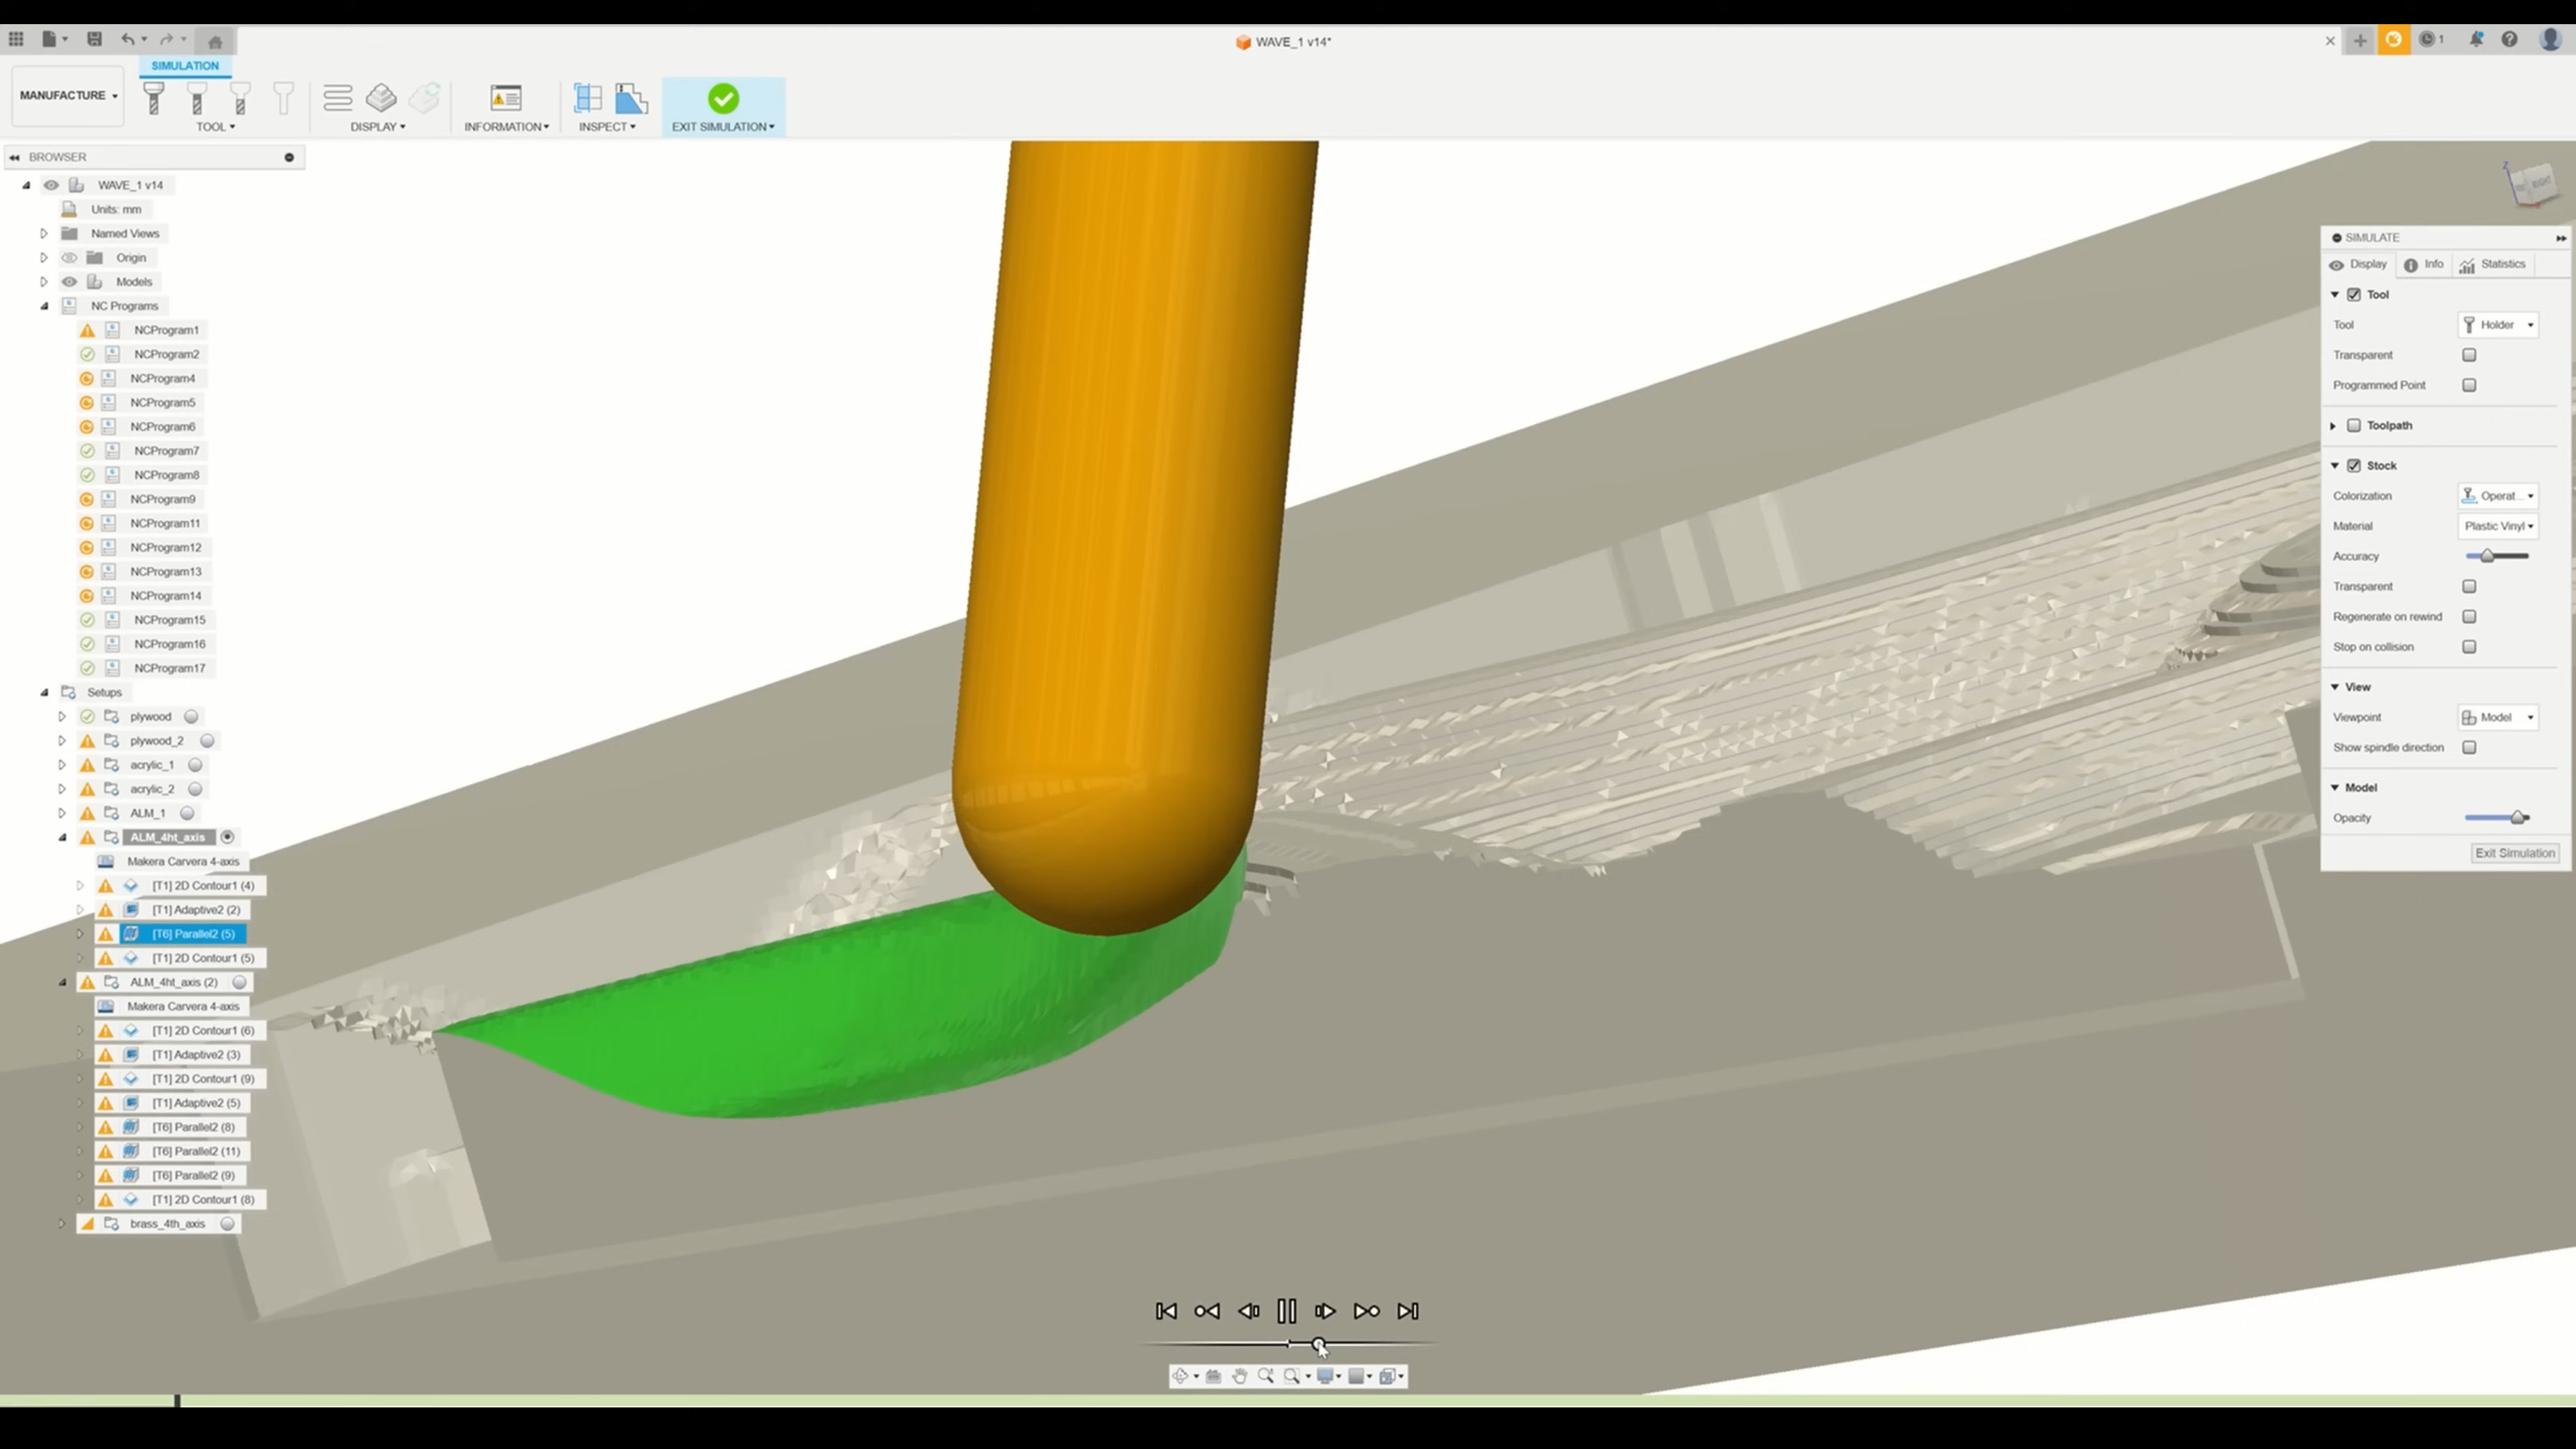 WAVE_1 v14*
1
SIMULATION
MANUFACTURE
TOOL
DISPLAY
INFORMATION
INSPECT
EXIT SIMULATION
BROWSER
WAVE_1 v14
Units: mm
Named Views
Origin
Models
NC Programs
NCProgram1
NCProgram2
NCProgram4
NCProgram5
NCProgram6
NCProgram7
NCProgram8
NCProgram9
NCProgram11
NCProgram12
NCProgram13
NCProgram14
NCProgram15
NCProgram16
NCProgram17
Setups
plywood
plywood_2
acrylic_1
acrylic_2
ALM_1
ALM_4ht_axis
Makera Carvera 4-axis
[T1] 2D Contour1 (4)
[T1] Adaptive2 (2)
[T6] Parallel2 (5)
[T1] 2D Contour1 (5)
ALM_4ht_axis (2)
Makera Carvera 4-axis
[T1] 2D Contour1 (6)
[T1] Adaptive2 (3)
[T1] 2D Contour1 (9)
[T1] Adaptive2 (5)
[T6] Parallel2 (8)
[T6] Parallel2 (11)
[T6] Parallel2 (9)
[T1] 2D Contour1 (8)
brass_4th_axis
Z
RIGHT
SIMULATE
Display Info Statistics
Tool
Tool Holder
Transparent
Programmed Point
Toolpath
Stock
Colorization Operat...
Material Plastic Vinyl
Accuracy
Transparent
Regenerate on rewind
Stop on collision
View
Viewpoint Model
Show spindle direction
Model
Opacity
Exit Simulation